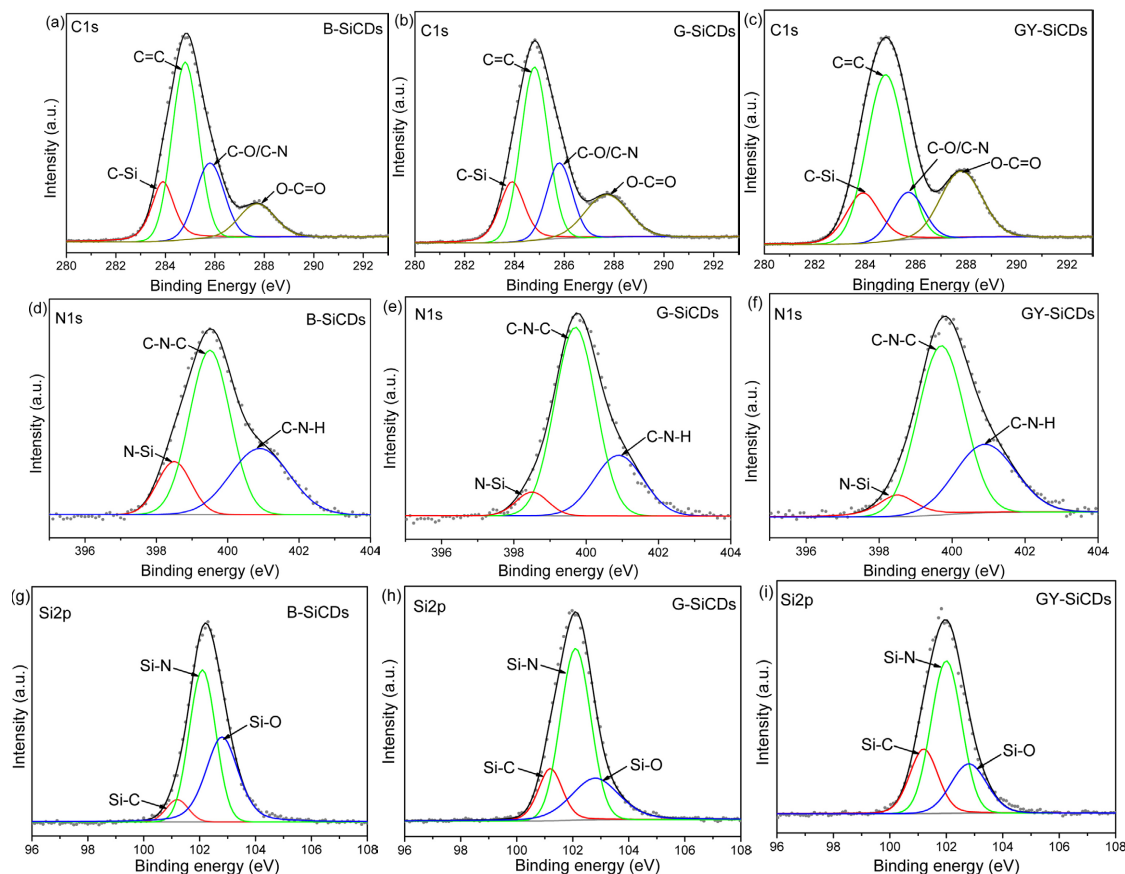 (a)
C1s
B-SiCDs
C=C
C-O/C-N
C-Si
O-C=O
Intensity (a.u.)
280 282 284 286 288 290 292
Binding Energy (eV)
(b)
C1s
G-SiCDs
C=C
C-O/C-N
C-Si
O-C=O
Intensity (a.u.)
280 282 284 286 288 290 292
Binding Energy (eV)
(c)
C1s
GY-SiCDs
C=C
C-O/C-N
O-C=O
C-Si
Intensity (a.u.)
280 282 284 286 288 290 292
Bingding Energy (eV)
(d)
N1s
B-SiCDs
C-N-C
C-N-H
N-Si
Intensity (a.u.)
396 398 400 402 404
Binding energy (eV)
(e)
N1s
G-SiCDs
C-N-C
C-N-H
N-Si
Intensity (a.u.)
396 398 400 402 404
Binding energy (eV)
(f)
N1s
GY-SiCDs
C-N-C
C-N-H
N-Si
Intensity (a.u.)
396 398 400 402 404
Binding energy (eV)
(g)
Si2p
B-SiCDs
Si-N
Si-O
Si-C
Intensity (a.u.)
96 98 100 102 104 106 108
Binding energy (eV)
(h)
Si2p
G-SiCDs
Si-N
Si-C
Si-O
Intensity (a.u.)
96 98 100 102 104 106 108
Binding energy (eV)
(i)
Si2p
GY-SiCDs
Si-N
Si-C
Si-O
Intensity (a.u.)
96 98 100 102 104 106 108
Binding energy (eV)